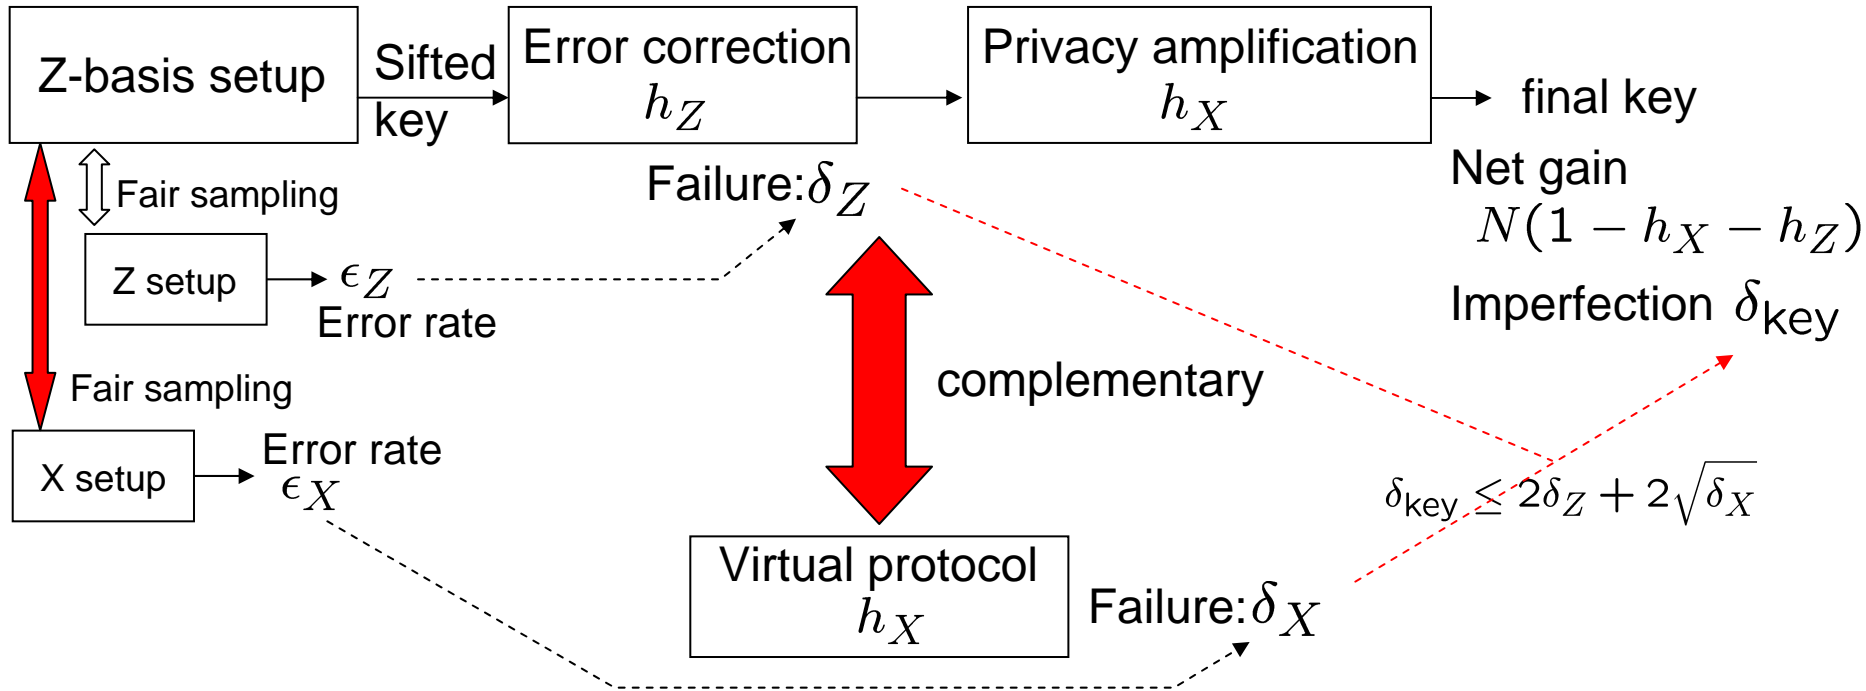 Z-basis setup
Sifted
key
Error correction
h_Z
Privacy amplification
h_X
final key
Fair sampling
Failure:δ_Z
Net gain
N(1 − h_X − h_Z)
Z setup
ϵ_Z
Error rate
Imperfection δ_key
Fair sampling
complementary
X setup
Error rate
ϵ_X
δ_key ≤ 2δ_Z + 2√δ_X
Virtual protocol
h_X
Failure:δ_X